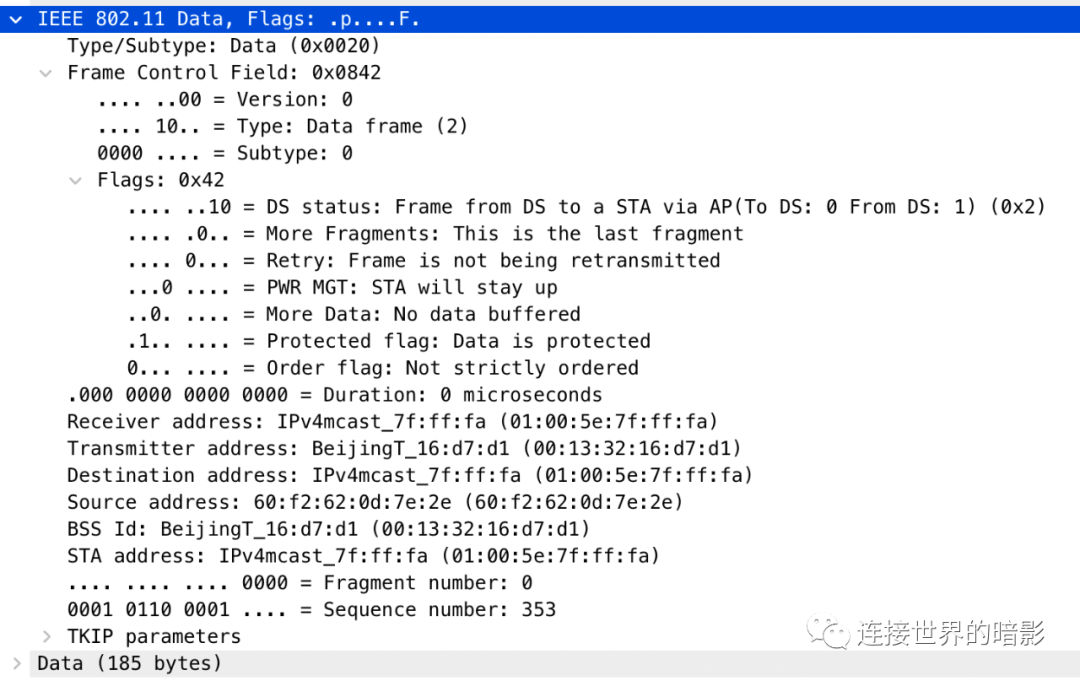 IEEE 802.11 Data, Flags: .p....F.
Type/Subtype: Data (0x0020)
Frame Control Field: 0x0842
.... ..00 = Version: 0
.... 10.. = Type: Data frame (2)
0000 .... = Subtype: 0
Flags: 0x42
.... ..10 = DS status: Frame from DS to a STA via AP(To DS: 0 From DS: 1) (0x2)
.... .0.. = More Fragments: This is the last fragment
.... 0... = Retry: Frame is not being retransmitted
...0 .... = PWR MGT: STA will stay up
..0. .... = More Data: No data buffered
.1.. .... = Protected flag: Data is protected
0... .... = Order flag: Not strictly ordered
.000 0000 0000 0000 = Duration: 0 microseconds
Receiver address: IPv4mcast_7f:ff:fa (01:00:5e:7f:ff:fa)
Transmitter address: BeijingT_16:d7:d1 (00:13:32:16:d7:d1)
Destination address: IPv4mcast_7f:ff:fa (01:00:5e:7f:ff:fa)
Source address: 60:f2:62:0d:7e:2e (60:f2:62:0d:7e:2e)
BSS Id: BeijingT_16:d7:d1 (00:13:32:16:d7:d1)
STA address: IPv4mcast_7f:ff:fa (01:00:5e:7f:ff:fa)
.... .... .... 0000 = Fragment number: 0
0001 0110 0001 .... = Sequence number: 353
TKIP parameters
连接世界的暗影
Data (185 bytes)